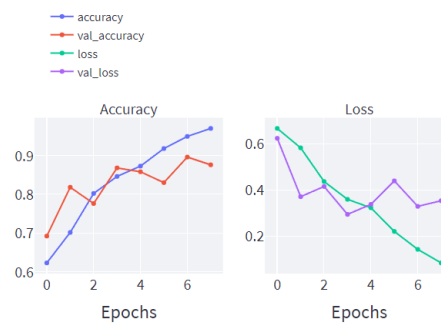 accuracy
val_accuracy
loss
val_loss
Accuracy
Loss
0.9
0.8
0.7
0.6
0 2 4 6
Epochs
0.6
0.4
0.2
0 2 4 6
Epochs